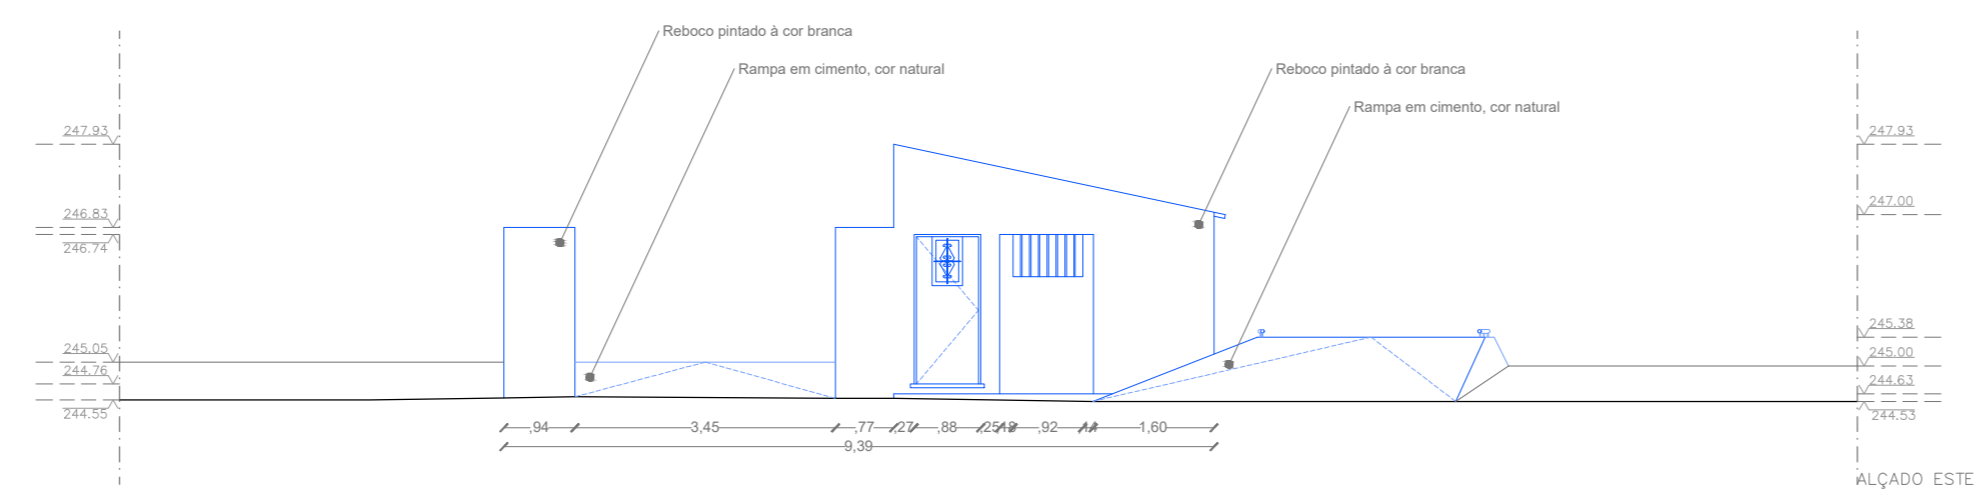 Reboco pintado à cor branca
Rampa em cimento, cor natural
Reboco pintado à cor branca
Rampa em cimento, cor natural
247.93
246.83
246.74
245.05
244.76
244.55
247.93
247.00
245.38
245.00
244.63
244.53
,94 3,45 ,77 ,27 ,88 ,25 ,92 1,60
9,39
ALÇADO ESTE